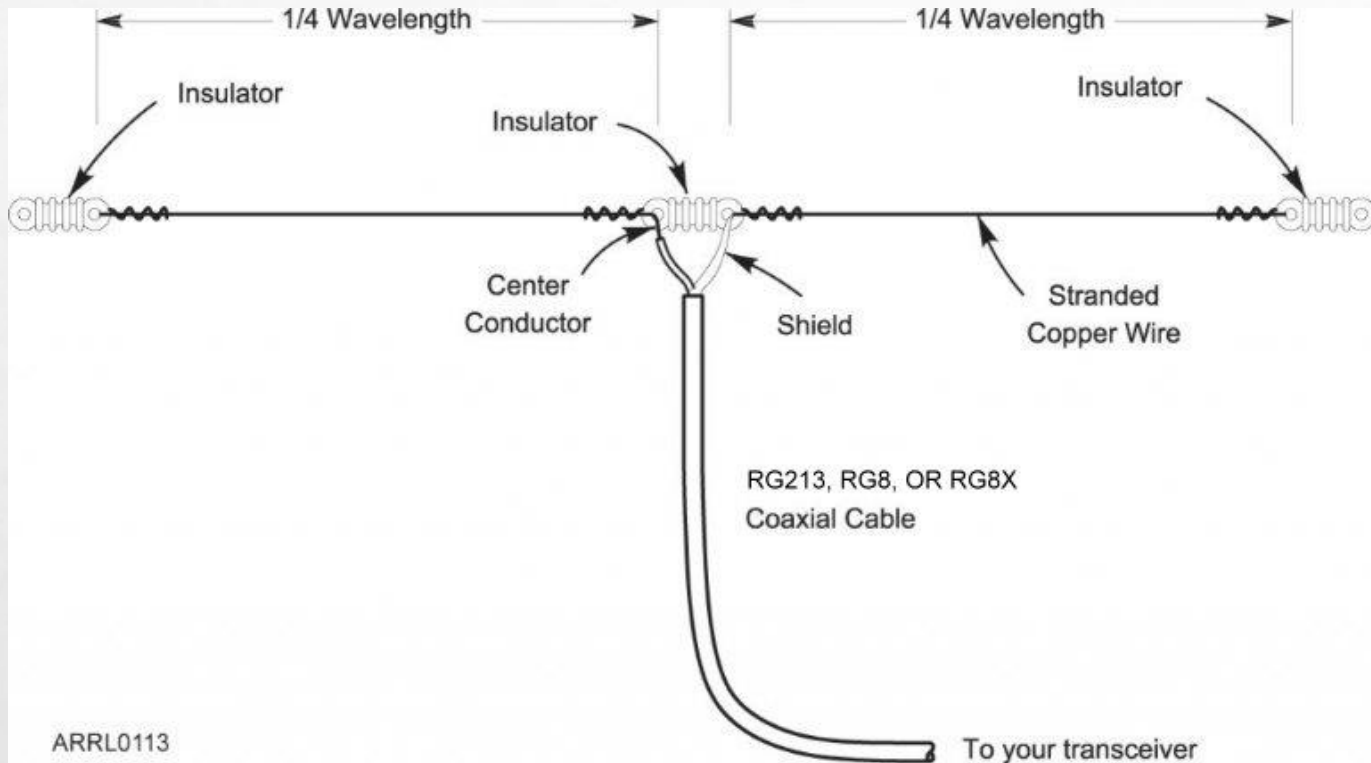 1/4 Wavelength
1/4 Wavelength
Insulator
Insulator
Insulator
Center
Conductor
Shield
Stranded
Copper Wire
RG213, RG8, OR RG8X
Coaxial Cable
ARRL0113
To your transceiver